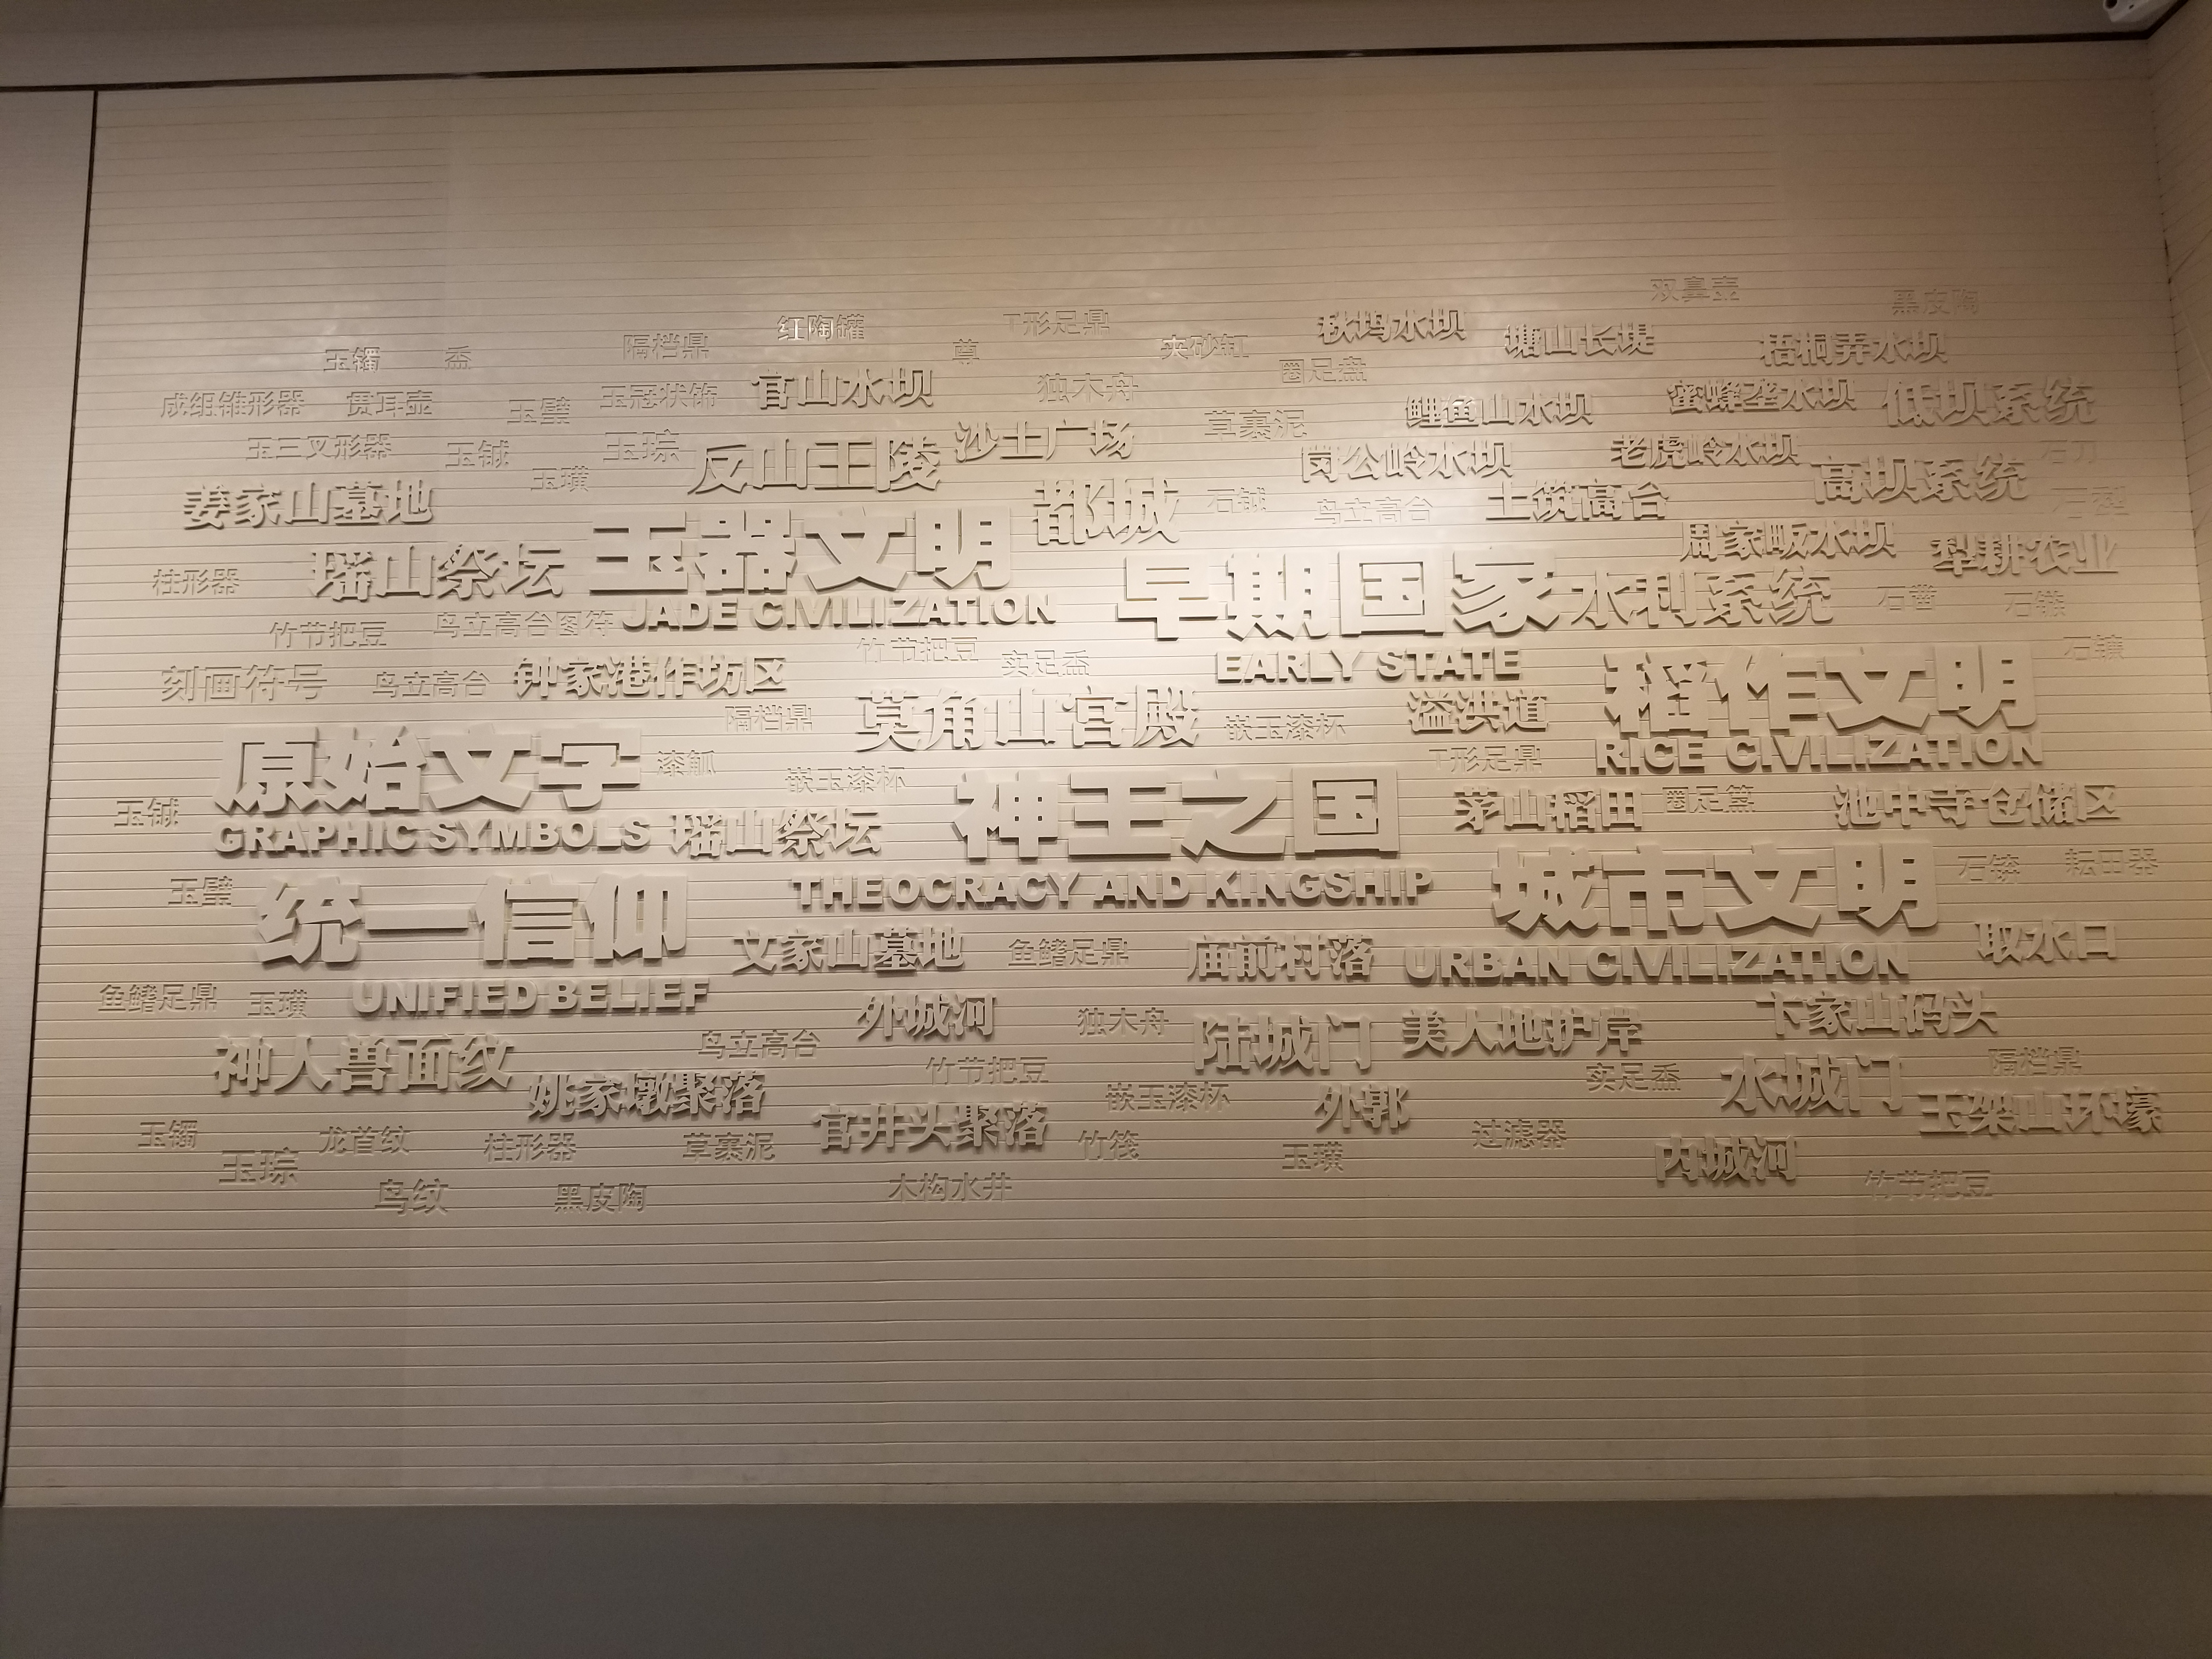 双鼻壶
黑皮陶
红陶罐 T形足鼎 秋坞水坝
玉镯 盉 隔档鼎 尊 夹砂缸 塘山长堤 梧桐弄水坝
圈足盘
成组锥形器 贯耳壶 玉璧 玉冠状饰 官山水坝 独木舟 鲤鱼山水坝 蜜蜂垄水坝 低坝系统
草裹泥
玉三叉形器 玉钺 玉琮 反山王陵 沙土广场 岗公岭水坝 老虎岭水坝 石刀
玉璜 高坝系统
姜家山墓地 都城 石钺 鸟立高台 土筑高台 石犁
玉器文明
周家畈水坝 犁耕农业
柱形器 瑶山祭坛 早期国家 水利系统 石凿 石镞
鸟立高台图符 JADE CIVILIZATION
竹节把豆 竹节把豆 石镰
刻画符号 鸟立高台 钟家港作坊区 实足盉 EARLY STATE 稻作文明
隔档鼎 莫角山宫殿 嵌玉漆杯 溢洪道
原始文字 漆觚 嵌玉漆杯 T形足鼎 RICE CIVILIZATION
玉钺 神王之国 茅山稻田 圈足簋 池中寺仓储区
GRAPHIC SYMBOLS 瑶山祭坛
玉璧 THEOCRACY AND KINGSHIP 城市文明 石锛 耘田器
统一信仰
文家山墓地 鱼鳍足鼎 庙前村落 URBAN CIVILIZATION 取水口
鱼鳍足鼎 玉璜 UNIFIED BELIEF 外城河 独木舟 卞家山码头
神人兽面纹 鸟立高台 陆城门 美人地护岸
竹节把豆 实足盉 水城门 隔档鼎
姚家墩聚落 官井头聚落 嵌玉漆杯 外郭 玉架山环壕
玉镯 龙首纹 柱形器 草裹泥 竹筏 过滤器
玉琮 玉璜 内城河
鸟纹 黑皮陶 木构水井 竹节把豆